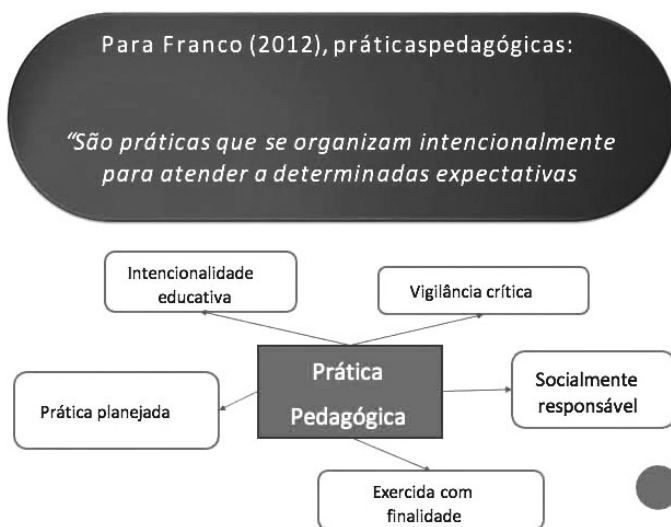 Para Franco (2012), práticaspedagógicas:
“São práticas que se organizam intencionalmente
para atender a determinadas expectativas
Intencionalidade
educativa
Vigilância crítica
Prática
Pedagógica
Prática planejada
Socialmente
responsável
Exercida com
finalidade